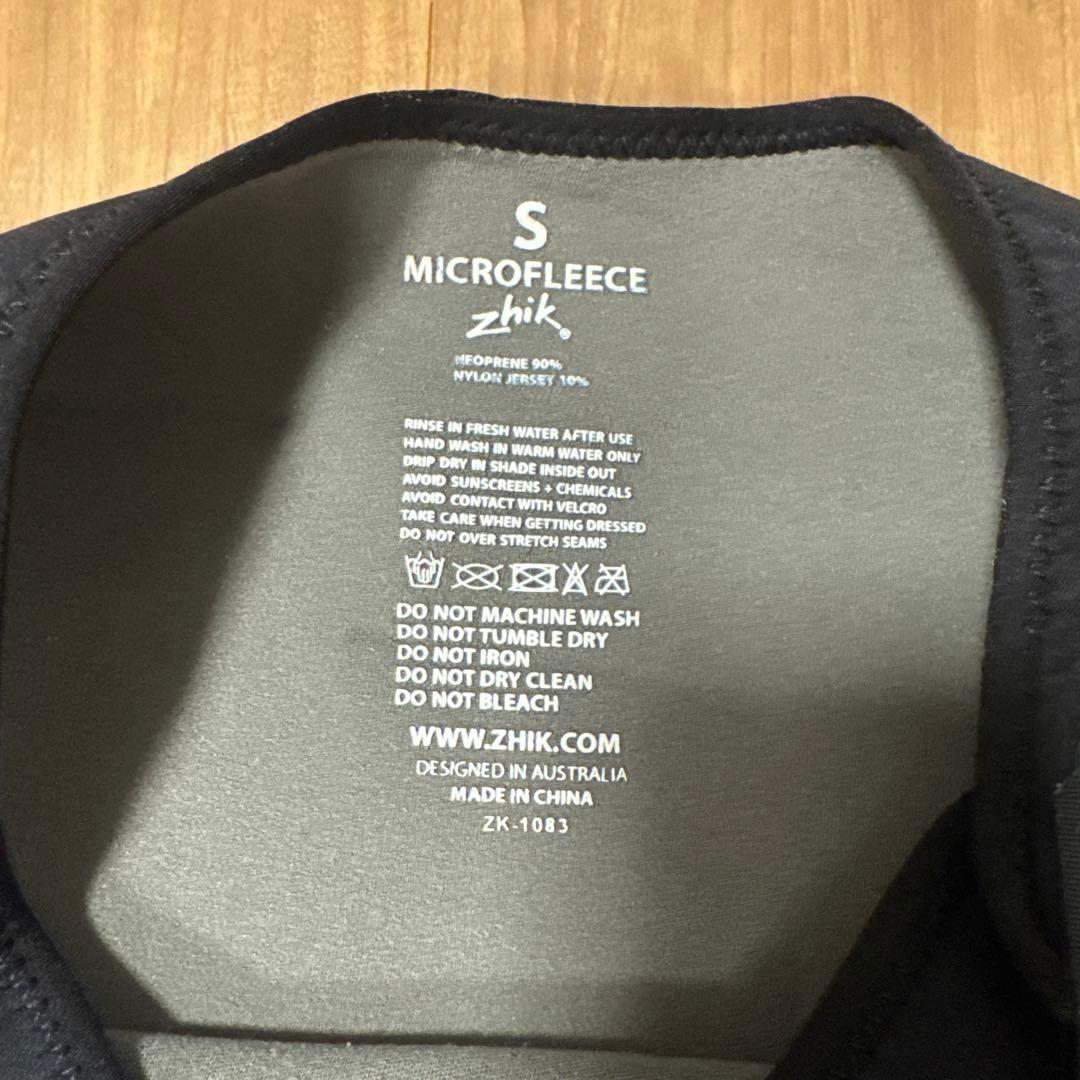 S
MICROFLEECE
zhik®
NEOPRENE 90%
NYLON JERSEY 10%
RINSE IN FRESH WATER AFTER USE
HAND WASH IN WARM WATER ONLY
DRIP DRY IN SHADE INSIDE OUT
AVOID SUNSCREENS + CHEMICALS
AVOID CONTACT WITH VELCRO
TAKE CARE WHEN GETTING DRESSED
DO NOT OVER STRETCH SEAMS
DO NOT MACHINE WASH
DO NOT TUMBLE DRY
DO NOT IRON
DO NOT DRY CLEAN
DO NOT BLEACH
WWW.ZHIK.COM
DESIGNED IN AUSTRALIA
MADE IN CHINA
ZK-1083